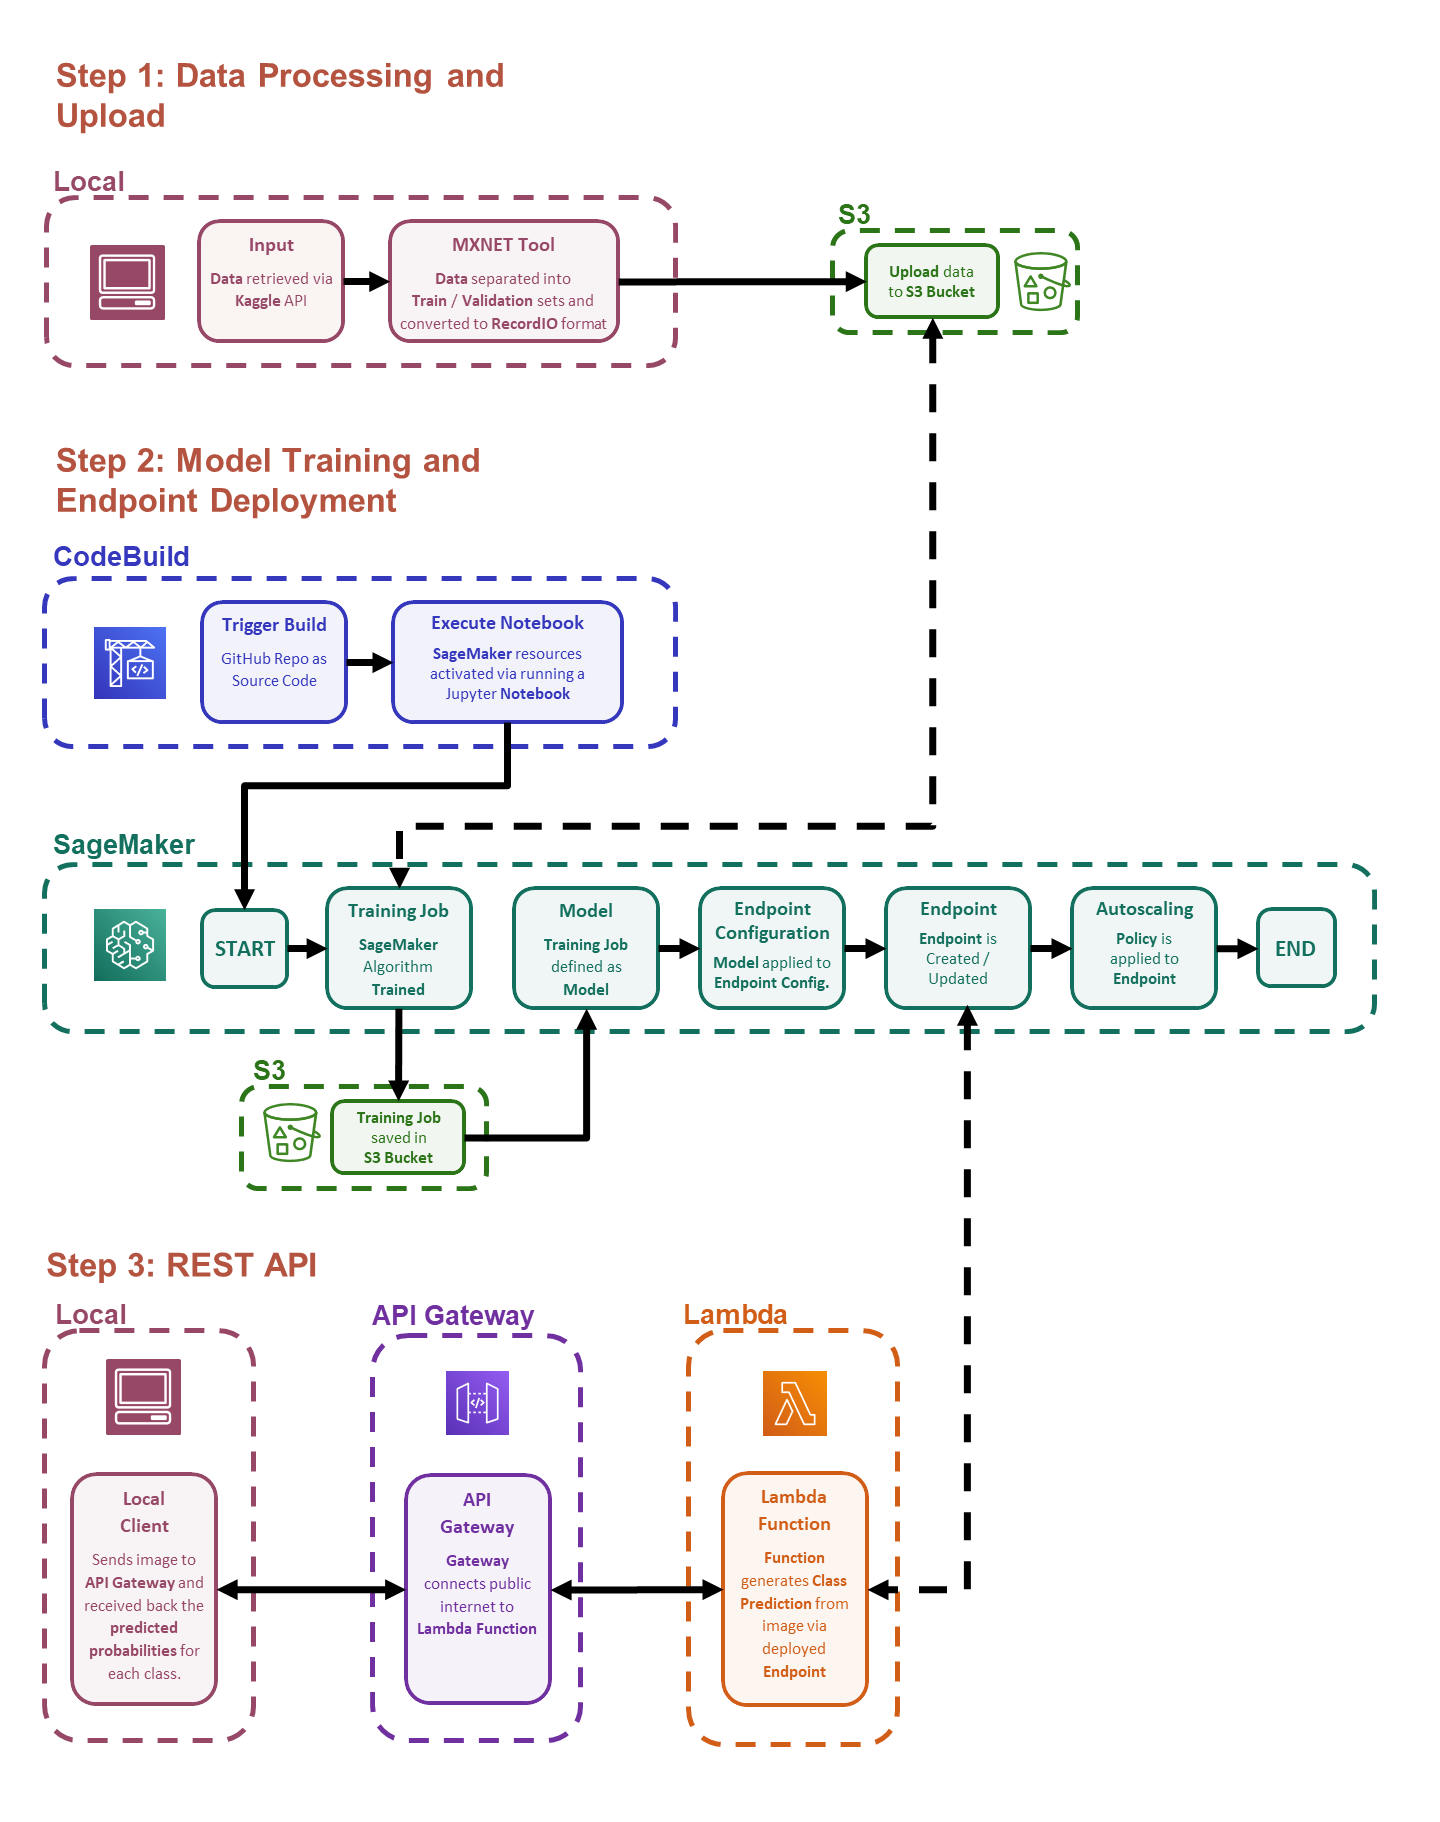 Step 1: Data Processing and
Upload
Local
Input
Data retrieved via
Kaggle API
MXNET Tool
Data separated into
Train / Validation sets and
converted to RecordIO format
S3
Upload data
to S3 Bucket
Step 2: Model Training and
Endpoint Deployment
CodeBuild
Trigger Build
GitHub Repo as
Source Code
Execute Notebook
SageMaker resources
activated via running a
Jupyter Notebook
SageMaker
START
Training Job
SageMaker
Algorithm
Trained
Model
Training Job
defined as
Model
Endpoint
Configuration
Model applied to
Endpoint Config.
Endpoint
Endpoint is
Created /
Updated
Autoscaling
Policy is
applied to
Endpoint
END
S3
Training Job
saved in
S3 Bucket
Step 3: REST API
Local
Local
Client
Sends image to
API Gateway and
received back the
predicted
probabilities for
each class.
API Gateway
API
Gateway
Gateway
connects public
internet to
Lambda Function
Lambda
Lambda
Function
Function
generates Class
Prediction from
image via
deployed
Endpoint